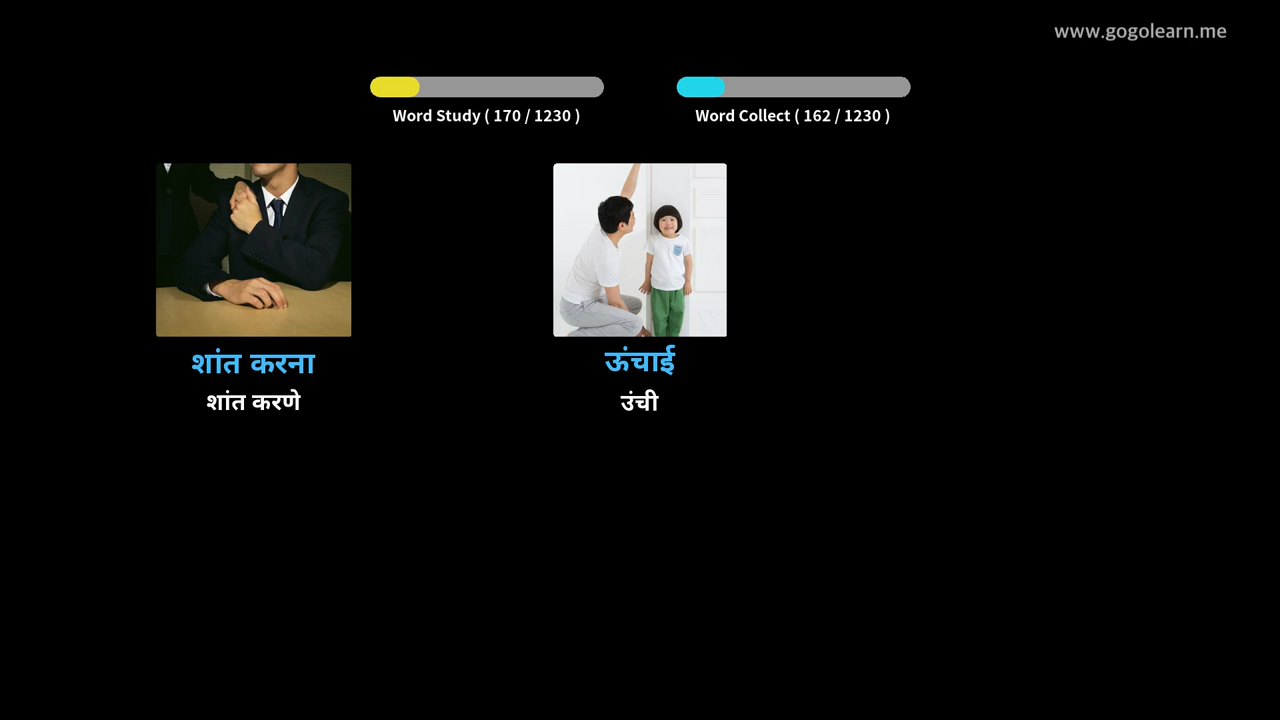 www.gogolearn.me
Word Study ( 170 / 1230 )
Word Collect ( 162 / 1230 )
शांत करना
शांत करणे
ऊंचाई
उंची